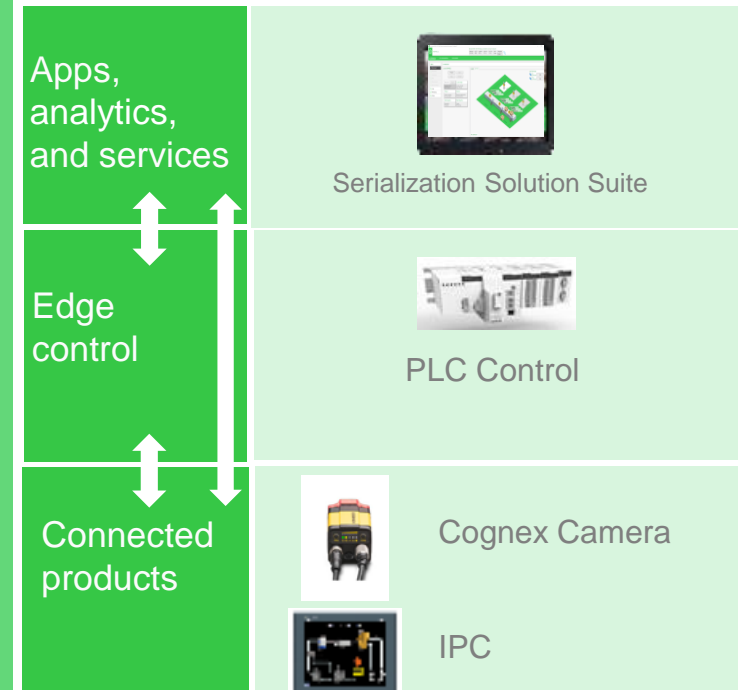 Apps,
analytics,
and services
Serialization Solution Suite
Edge
control
PLC Control
Connected
products
Cognex Camera
IPC